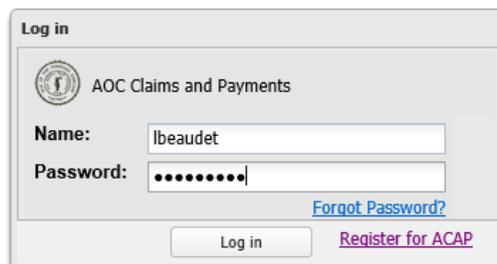 Log in
AOC Claims and Payments
Name: lbeaudet
Password: •••••••••
Forgot Password?
Log in Register for ACAP